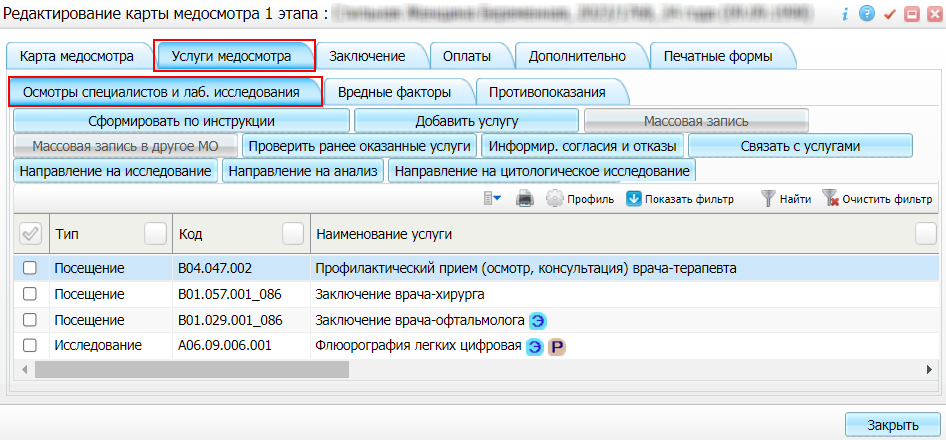 Редактирование карты медосмотра 1 этапа :
Карта медосмотра Услуги медосмотра Заключение Оплаты Дополнительно Печатные формы
Осмотры специалистов и лаб. исследования Вредные факторы Противопоказания
Сформировать по инструкции Добавить услугу Массовая запись
Массовая запись в другое МО Проверить ранее оказанные услуги Информир. согласия и отказы Связать с услугами
Направление на исследование Направление на анализ Направление на цитологическое исследование
Профиль Показать фильтр Найти Очистить фильтр
Тип Код Наименование услуги
Посещение B04.047.002 Профилактический прием (осмотр, консультация) врача-терапевта
Посещение B01.057.001_086 Заключение врача-хирурга
Посещение B01.029.001_086 Заключение врача-офтальмолога Э
Исследование A06.09.006.001 Флюорография легких цифровая Э Р
Закрыть